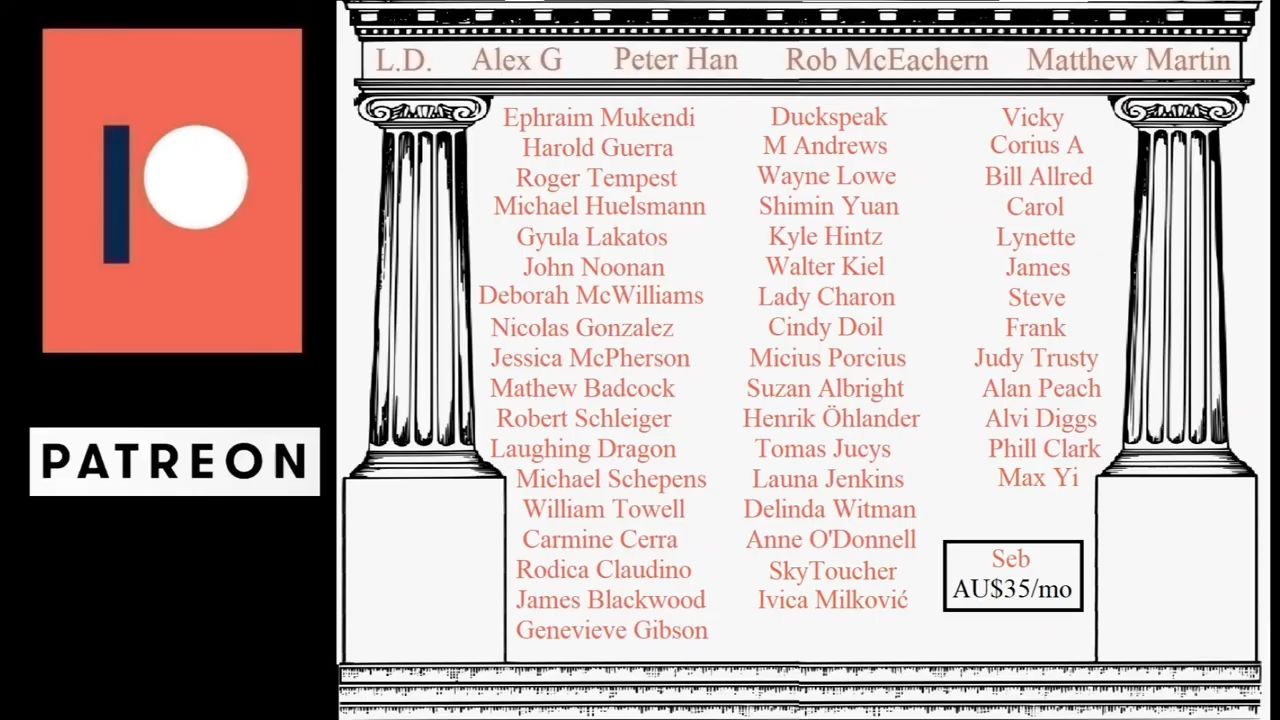 L.D. Alex G Peter Han Rob McEachern Matthew Martin
Ephraim Mukendi
Harold Guerra
Roger Tempest
Michael Huelsmann
Gyula Lakatos
John Noonan
Deborah McWilliams
Nicolas Gonzalez
Jessica McPherson
Mathew Badcock
Robert Schleiger
Laughing Dragon
Michael Schepens
William Towell
Carmine Cerra
Rodica Claudino
James Blackwood
Genevieve Gibson
Duckspeak
M Andrews
Wayne Lowe
Shimin Yuan
Kyle Hintz
Walter Kiel
Lady Charon
Cindy Doil
Micius Porcius
Suzan Albright
Henrik Öhlander
Tomas Jucys
Launa Jenkins
Delinda Witman
Anne O'Donnell
SkyToucher
Ivica Milković
Vicky
Corius A
Bill Allred
Carol
Lynette
James
Steve
Frank
Judy Trusty
Alan Peach
Alvi Diggs
Phill Clark
Max Yi
Seb
AU$35/mo
PATREON